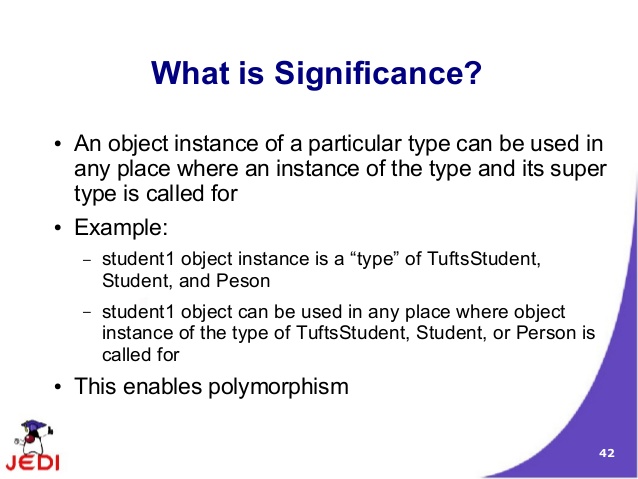 What is Significance?
• An object instance of a particular type can be used in
any place where an instance of the type and its super
type is called for
• Example:
– student1 object instance is a “type” of TuftsStudent,
Student, and Peson
– student1 object can be used in any place where object
instance of the type of TuftsStudent, Student, or Person is
called for
• This enables polymorphism
JEDI
42